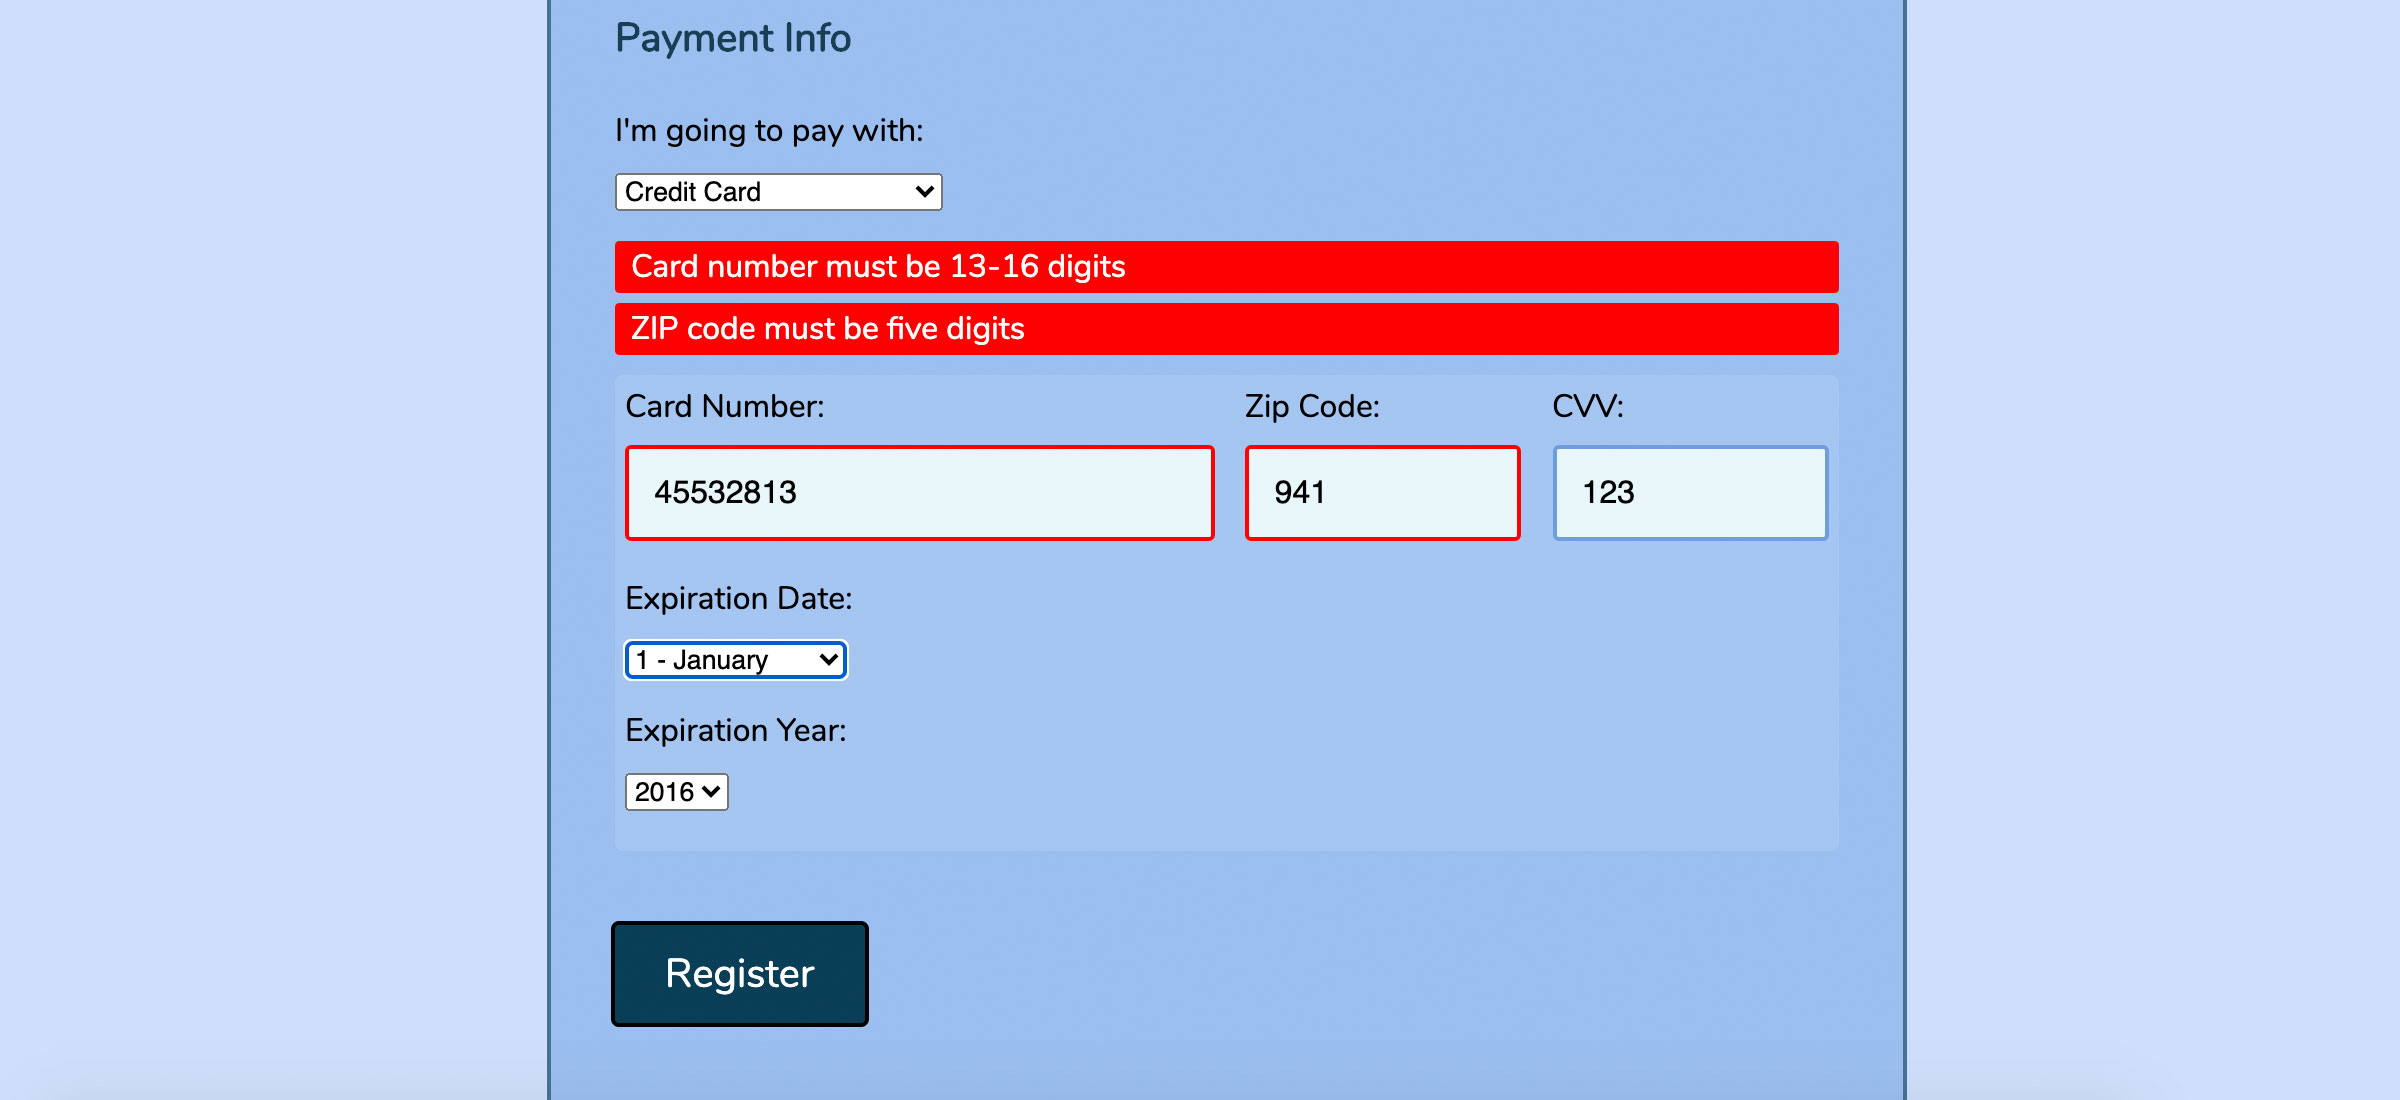 Payment Info
I'm going to pay with:
Credit Card
Card number must be 13-16 digits
ZIP code must be five digits
Card Number: Zip Code: CVV:
45532813 941 123
Expiration Date:
1 - January
Expiration Year:
2016
Register